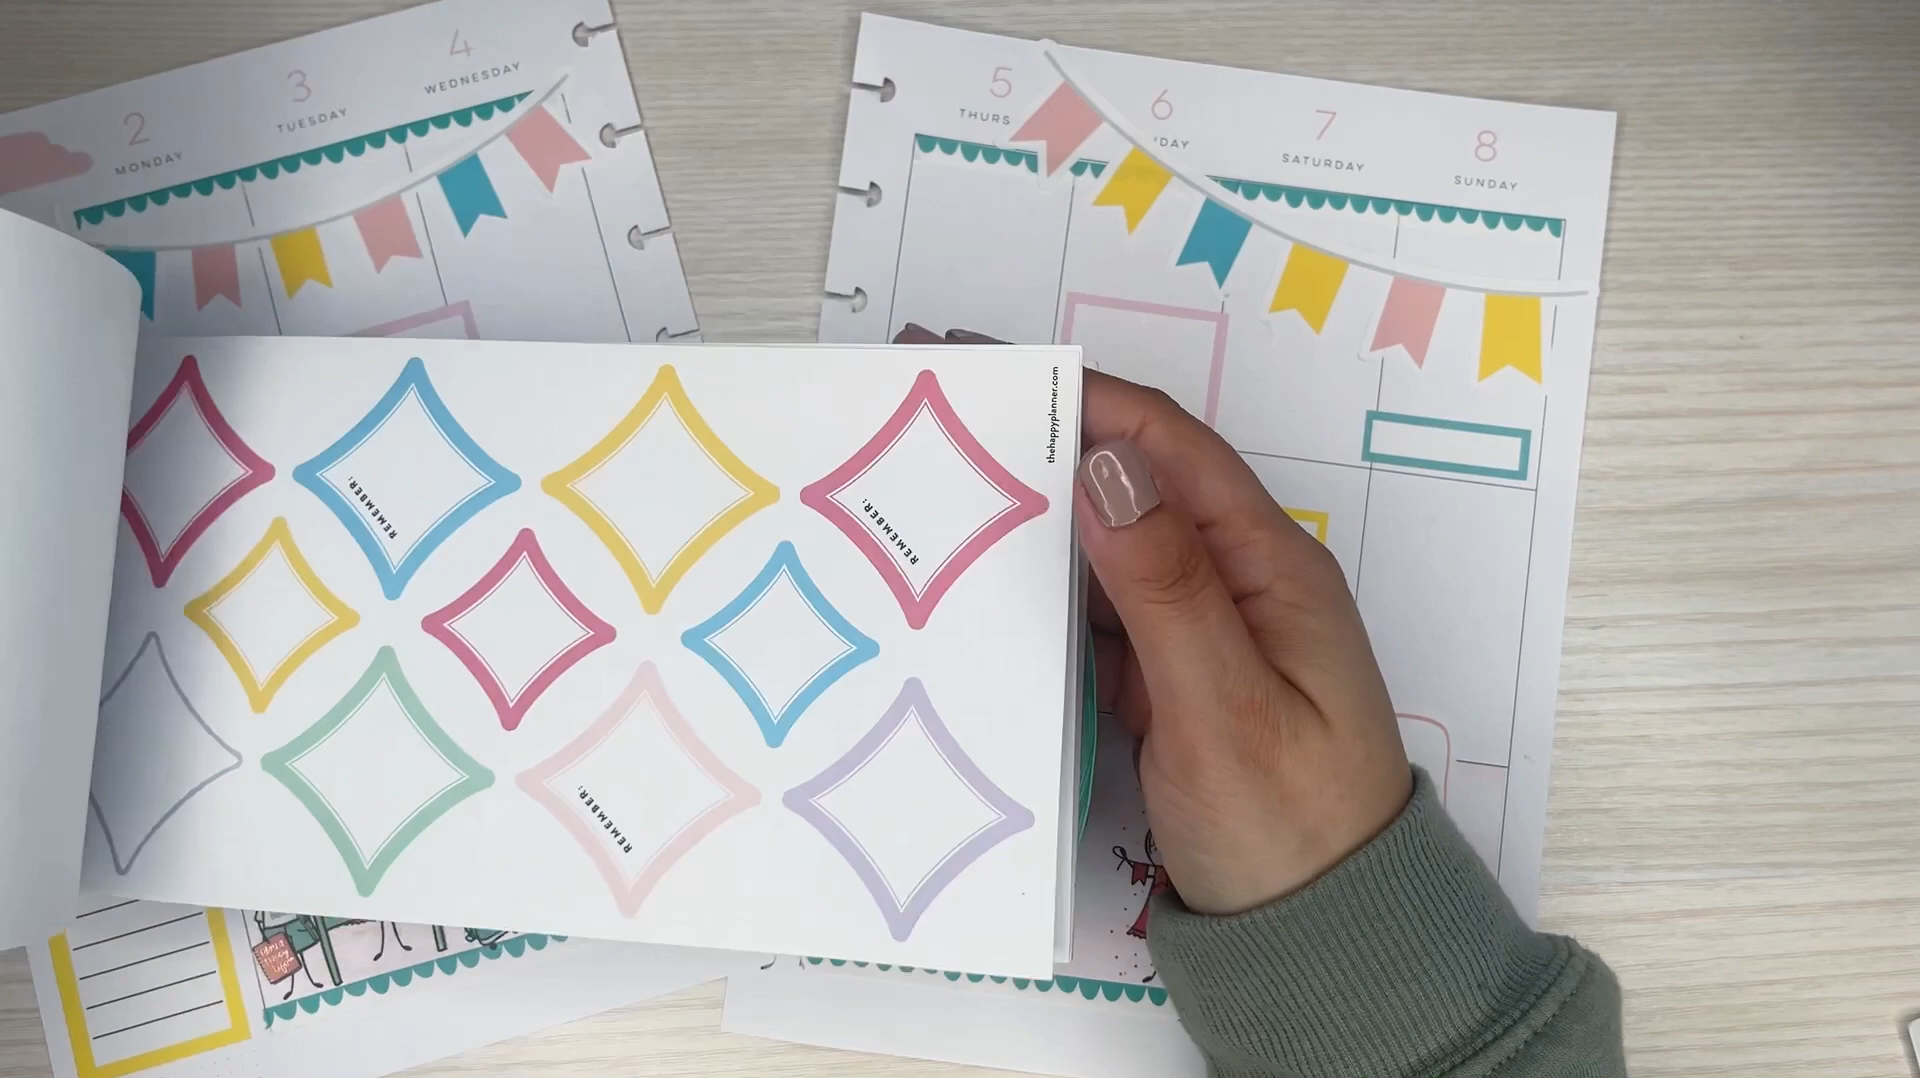 2
MONDAY
3
TUESDAY
4
WEDNESDAY
5
THURS
6
DAY
7
SATURDAY
8
SUNDAY
thehappyplanner.com
REMEMBER:
REMEMBER:
REMEMBER: